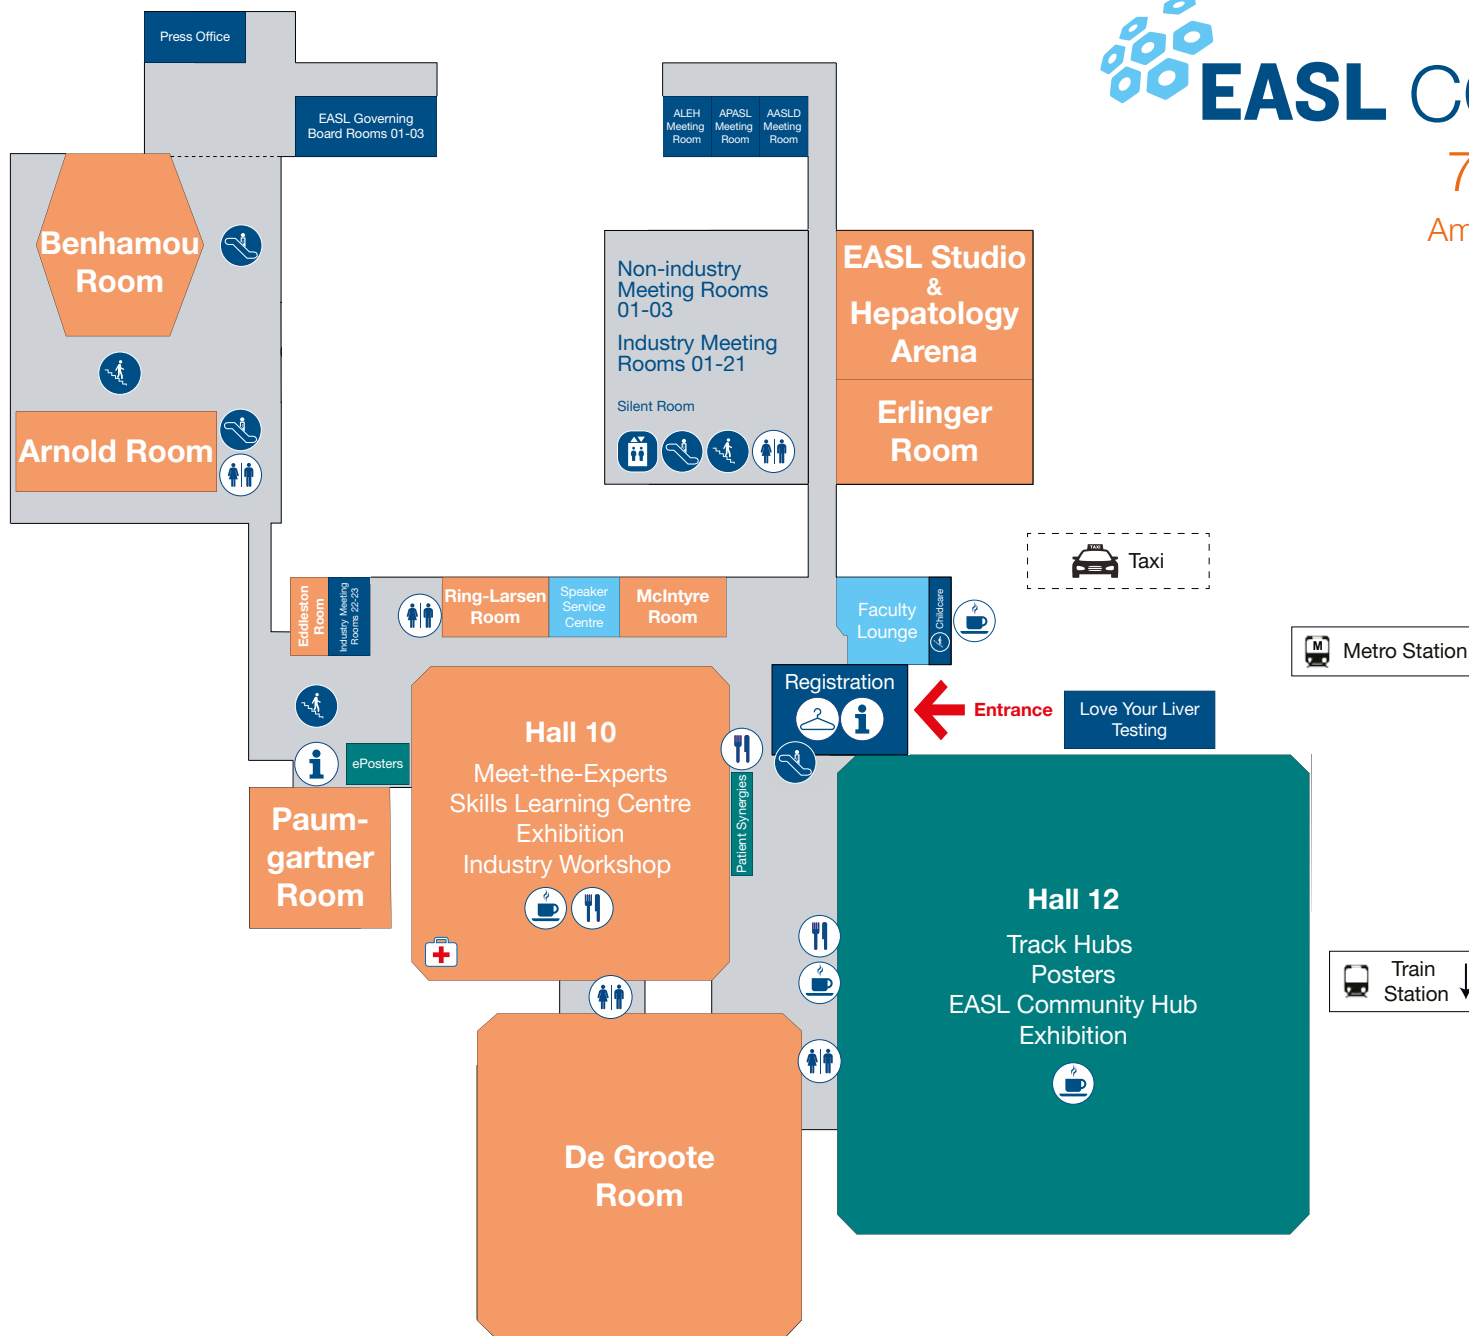 Press Office
EASL Governing
Board Rooms 01-03
ALEH
Meeting
Room
APASL
Meeting
Room
AASLD
Meeting
Room
EASL
7
Am
Benhamou
Room
Non-industry
Meeting Rooms
01-03
Industry Meeting
Rooms 01-21
Silent Room
EASL Studio
&
Hepatology
Arena
Erlinger
Room
Arnold Room
TAXI
Taxi
Eddleston
Room
Industry Meeting
Rooms 22-23
Ring-Larsen
Room
Speaker
Service
Centre
McIntyre
Room
Faculty
Lounge
Childcare
M
Metro Station
Registration
Entrance
Love Your Liver
Testing
ePosters
Hall 10
Meet-the-Experts
Skills Learning Centre
Exhibition
Industry Workshop
Patient Synergies
Paum-
gartner
Room
Hall 12
Track Hubs
Posters
EASL Community Hub
Exhibition
Train
Station
De Groote
Room